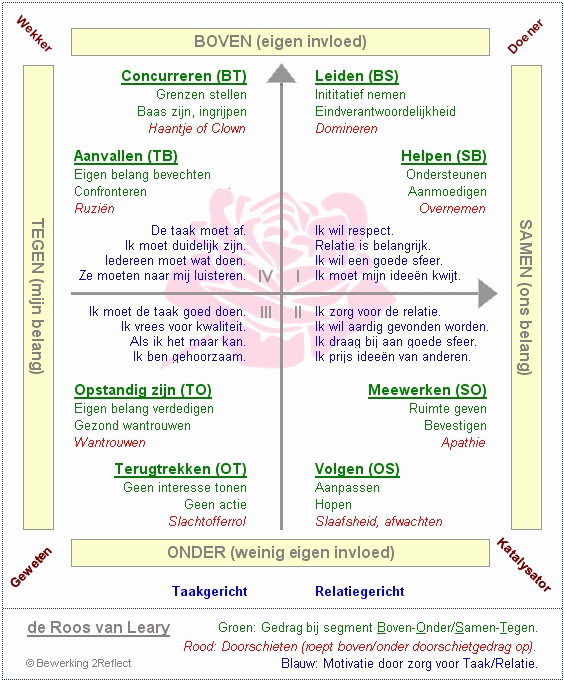 Wekker
Doener
BOVEN (eigen invloed)
Concurreren (BT)
Grenzen stellen
Baas zijn, ingrijpen
Haantje of Clown
Leiden (BS)
Inititatief nemen
Eindverantwoordelijkheid
Domineren
Aanvallen (TB)
Eigen belang bevechten
Confronteren
Ruziën
Helpen (SB)
Ondersteunen
Aanmoedigen
Overnemen
TEGEN (mijn belang)
SAMEN (ons belang)
De taak moet af.
Ik moet duidelijk zijn.
Iedereen moet wat doen.
Ze moeten naar mij luisteren.
IV
Ik wil respect.
Relatie is belangrijk.
Ik wil een goede sfeer.
Ik moet mijn ideeën kwijt.
I
Ik moet de taak goed doen.
Ik vrees voor kwaliteit.
Als ik het maar kan.
Ik ben gehoorzaam.
III
II
Ik zorg voor de relatie.
Ik wil aardig gevonden worden.
Ik draag bij aan goede sfeer.
Ik prijs ideeën van anderen.
Opstandig zijn (TO)
Eigen belang verdedigen
Gezond wantrouwen
Wantrouwen
Meewerken (SO)
Ruimte geven
Bevestigen
Apathie
Terugtrekken (OT)
Geen interesse tonen
Geen actie
Slachtofferrol
Volgen (OS)
Aanpassen
Hopen
Slaafsheid, afwachten
Geweten
ONDER (weinig eigen invloed)
Katalysator
Taakgericht
Relatiegericht
de Roos van Leary
Groen: Gedrag bij segment Boven-Onder/Samen-Tegen.
Rood: Doorschieten (roept boven/onder doorschietgedrag op).
© Bewerking 2Reflect
Blauw: Motivatie door zorg voor Taak/Relatie.